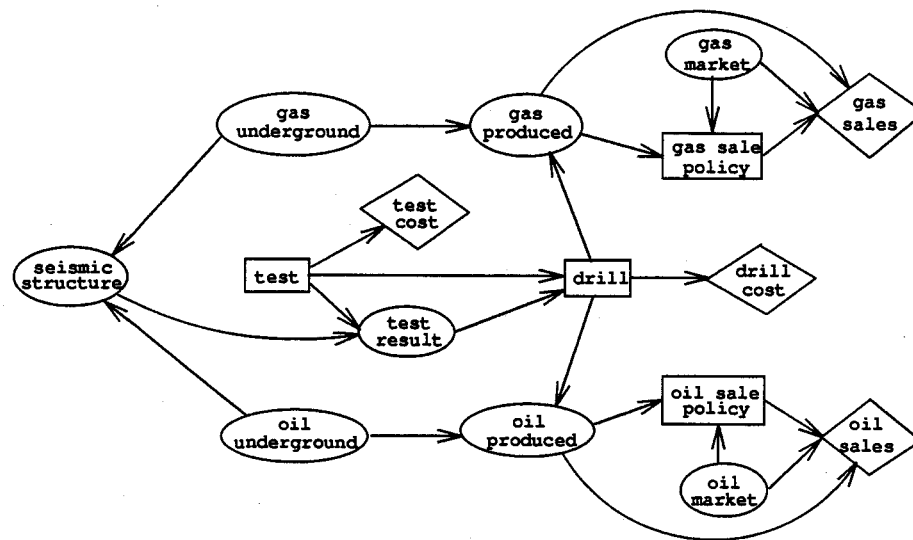 gas
market
gas
underground
gas
produced
gas
sales
gas sale
policy
test
cost
seismic
structure
test
drill
drill
cost
test
result
oil sale
policy
oil
underground
oil
produced
oil
sales
oil
market